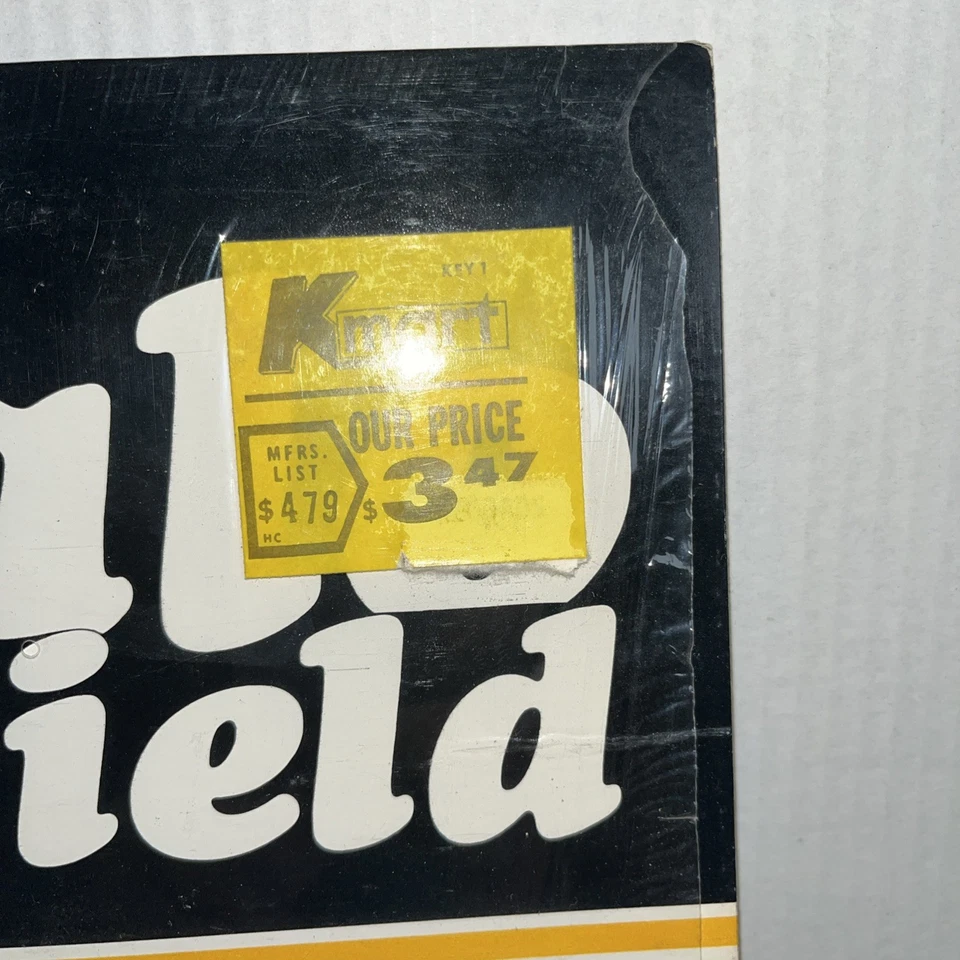 KEY 1
Kmart
OUR PRICE
MFRS.
LIST
$479
$347
HC
ield